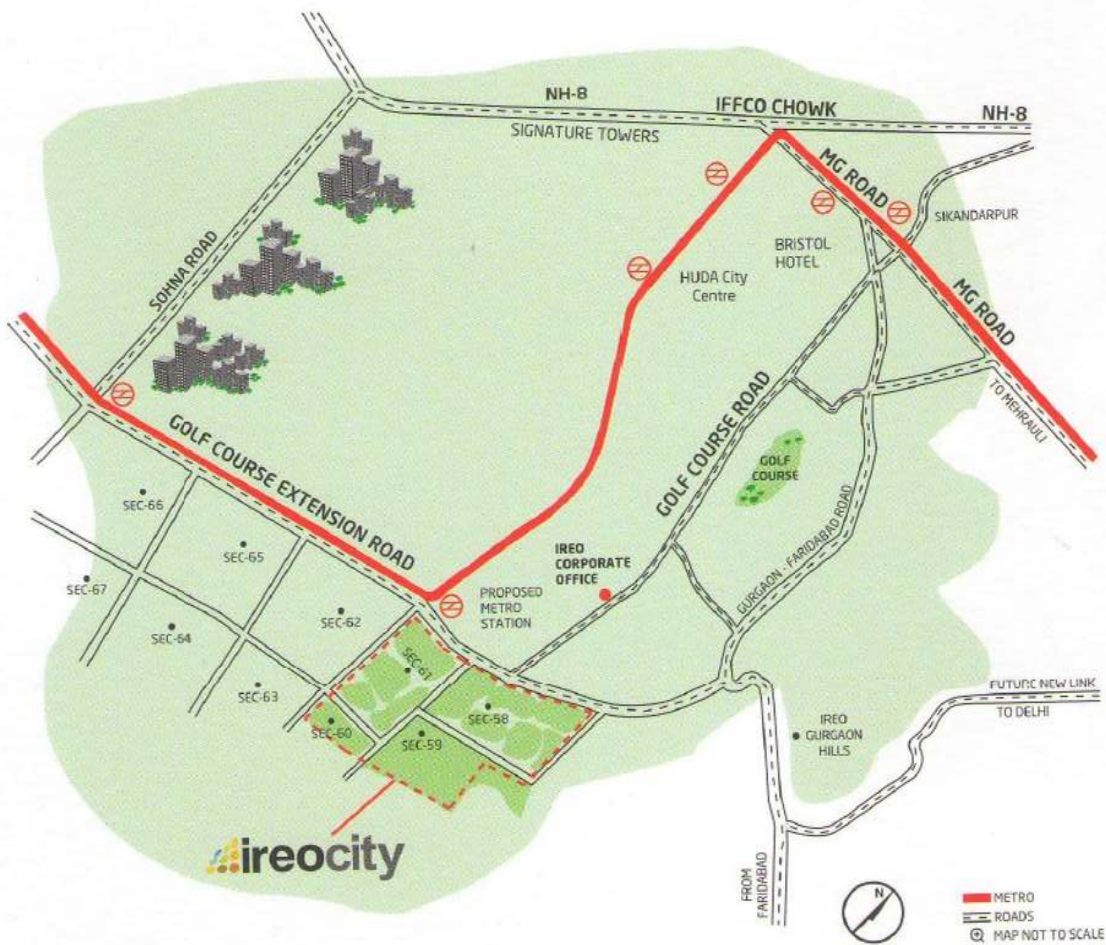 NH-8
IFFCO CHOWK
NH-8
SIGNATURE TOWERS
MG ROAD
SIKANDARPUR
BRISTOL
HOTEL
SOHNA ROAD
HUDA City
Centre
MG ROAD
TO MEHRAULI
GOLF COURSE ROAD
GOLF COURSE EXTENSION ROAD
GOLF
COURSE
SEC-66
GURGAON - FARIDABAD ROAD
SEC-65
IREO
CORPORATE
OFFICE
SEC-67
PROPOSED
METRO
STATION
SEC-62
SEC-64
SEC-61
SEC-63
SEC-58
FUTURE NEW LINK
TO DELHI
SEC-60
SEC-59
IREO
GURGAON
HILLS
ireocity
FROM
FARIDABAD
N
METRO
ROADS
MAP NOT TO SCALE